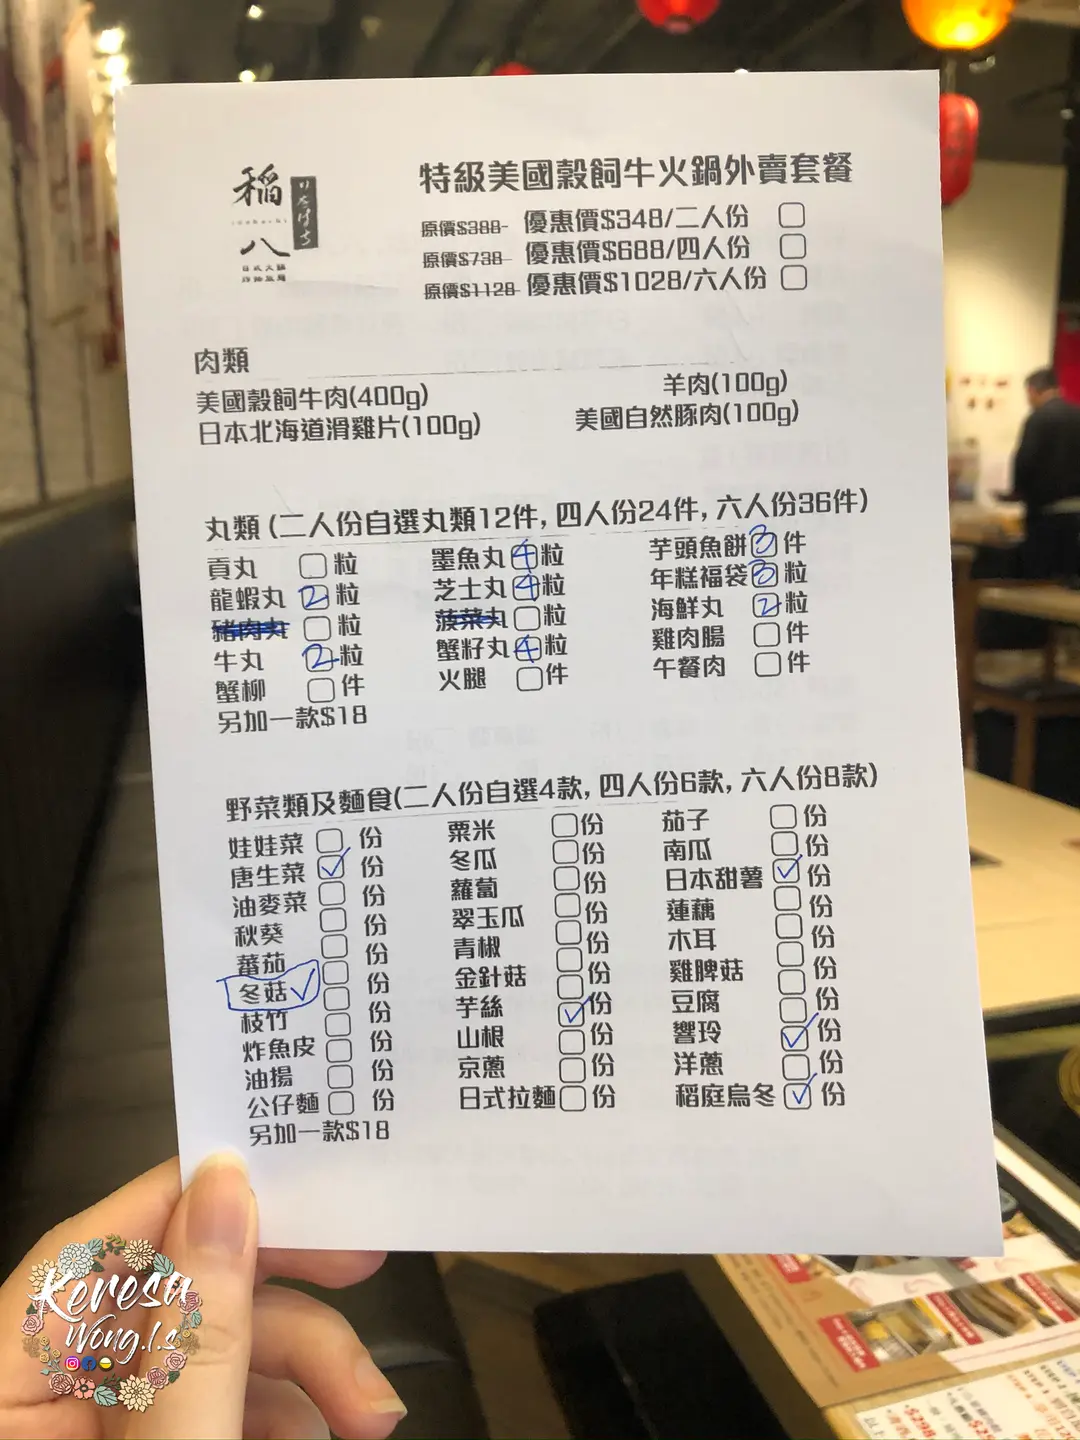 稻八
いなはち
inahachi
日式火鍋
特級美國穀飼牛火鍋外賣套餐
原價$388- 優惠價$348/二人份
原價$738- 優惠價$688/四人份
原價$1128- 優惠價$1028/六人份
肉類
美國穀飼牛肉(400g) 羊肉(100g)
日本北海道滑雞片(100g) 美國自然豚肉(100g)
丸類 (二人份自選丸類12件, 四人份24件, 六人份36件)
貢丸 粒 墨魚丸 4 粒 芋頭魚餅 3 件
龍蝦丸 2 粒 芝士丸 4 粒 年糕福袋 3 粒
豬肉丸 粒 菠菜丸 粒 海鮮丸 2 粒
牛丸 2 粒 蟹籽丸 4 粒 雞肉腸 件
蟹柳 件 火腿 件 午餐肉 件
另加一款$18
野菜類及麵食(二人份自選4款, 四人份6款, 六人份8款)
娃娃菜 份 粟米 份 茄子 份
唐生菜 ✓ 份 冬瓜 份 南瓜 份
油麥菜 份 蘿蔔 份 日本甜薯 ✓ 份
秋葵 份 翠玉瓜 份 蓮藕 份
蕃茄 份 青椒 份 木耳 份
冬菇 ✓ 份 金針菇 份 雞脾菇 份
枝竹 份 芋絲 ✓ 份 豆腐 份
炸魚皮 份 山根 份 響玲 ✓ 份
油揚 份 京蔥 份 洋蔥 份
公仔麵 份 日式拉麵 份 稻庭烏冬 ✓ 份
另加一款$18
Keresa
Wong.l.s
$298